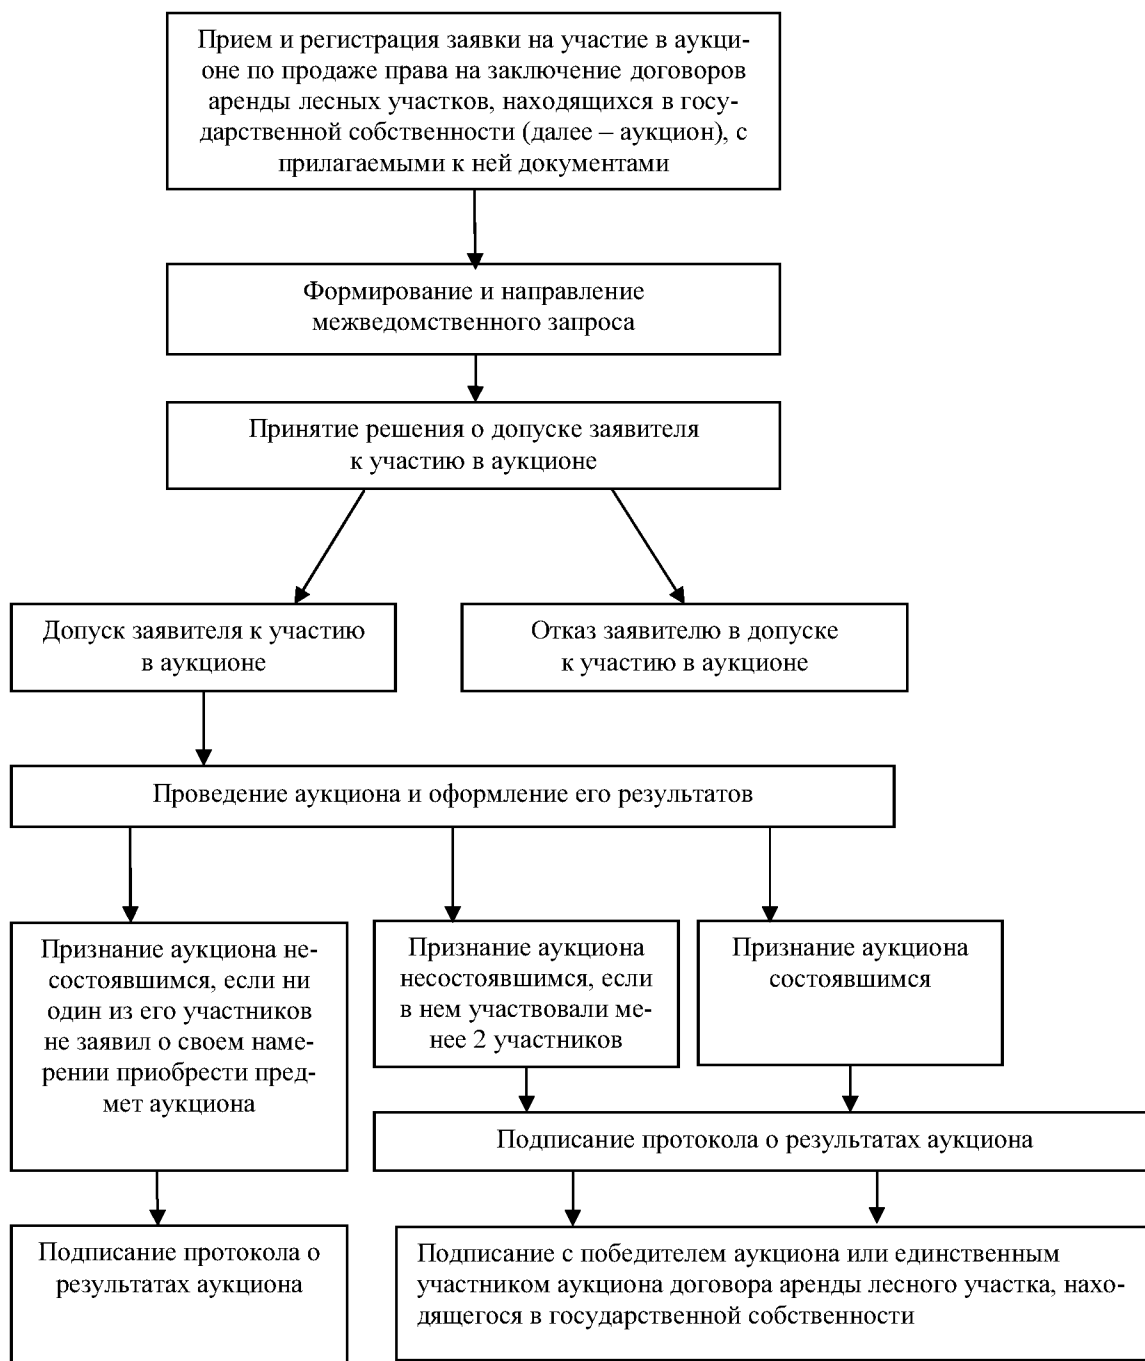 Прием и регистрация заявки на участие в аукци-
оне по продаже права на заключение договоров
аренды лесных участков, находящихся в госу-
дарственной собственности (далее – аукцион), с
прилагаемыми к ней документами
Формирование и направление
межведомственного запроса
Принятие решения о допуске заявителя
к участию в аукционе
Допуск заявителя к участию
в аукционе
Отказ заявителю в допуске
к участию в аукционе
Проведение аукциона и оформление его результатов
Признание аукциона не-
состоявшимся, если ни
один из его участников
не заявил о своем наме-
рении приобрести пред-
мет аукциона
Признание аукциона
несостоявшимся, если
в нем участвовали ме-
нее 2 участников
Признание аукциона
состоявшимся
Подписание протокола о результатах аукциона
Подписание протокола о
результатах аукциона
Подписание с победителем аукциона или единственным
участником аукциона договора аренды лесного участка, нахо-
дящегося в государственной собственности